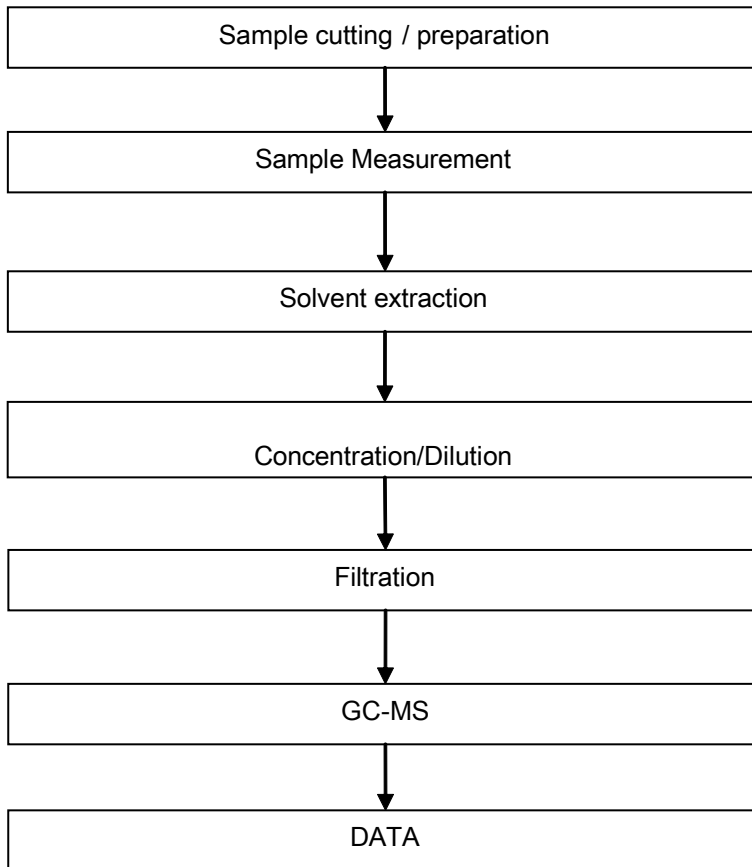 Sample cutting / preparation
Sample Measurement
Solvent extraction
Concentration/Dilution
Filtration
GC-MS
DATA